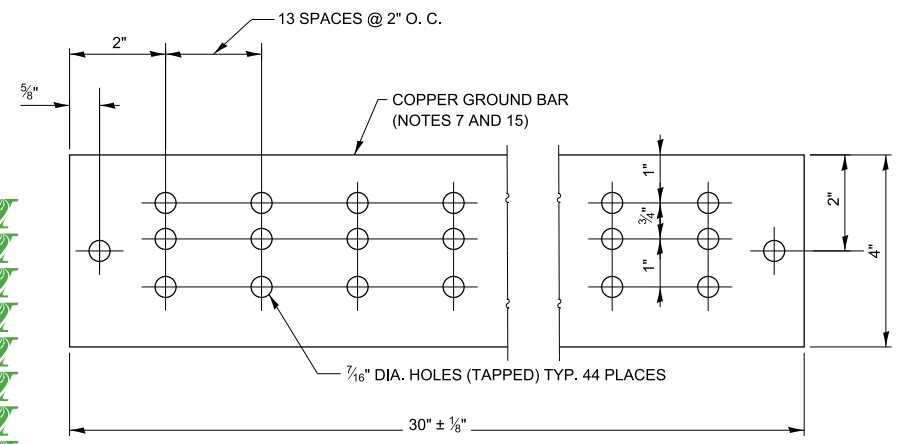 13 SPACES @ 2" O. C.
2"
⅝"
COPPER GROUND BAR
(NOTES 7 AND 15)
1"
¾"
1"
2"
4"
⁷⁄₁₆" DIA. HOLES (TAPPED) TYP. 44 PLACES
30" ± ⅛"